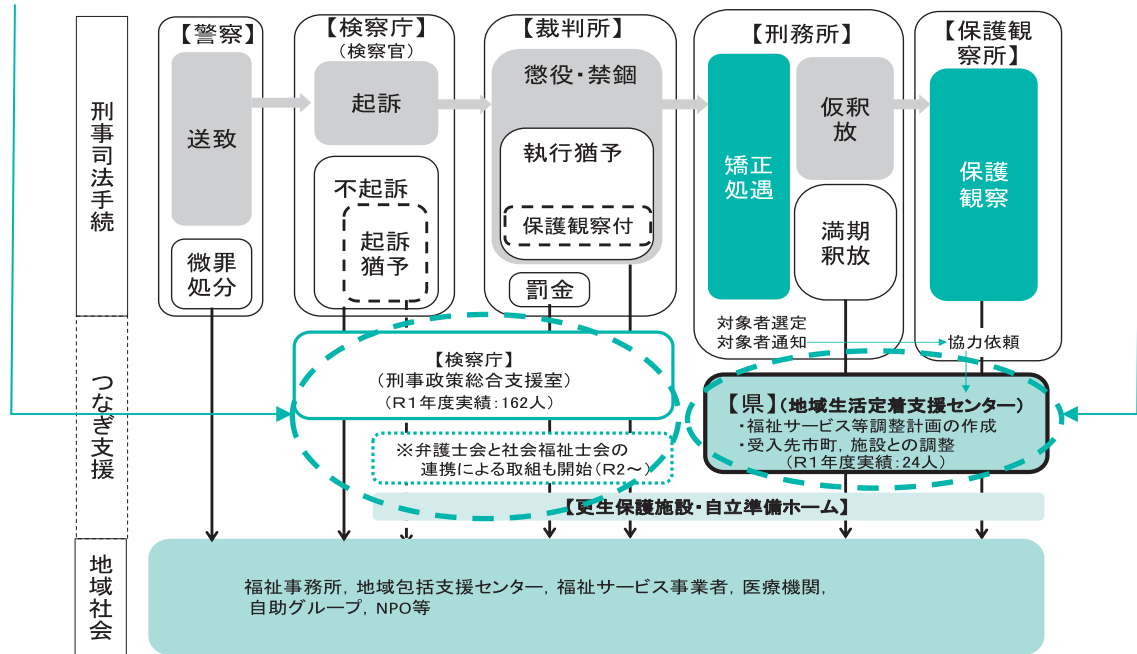 刑事司法手続
【警察】
送致
微罪
処分
【検察庁】
(検察官)
起訴
不起訴
起訴
猶予
【裁判所】
懲役・禁錮
執行猶予
保護観察付
罰金
【刑務所】
矯正
処遇
仮釈
放
満期
釈放
【保護観
察所】
保護
観察
対象者選定
対象者通知
協力依頼
つなぎ支援
【検察庁】
(刑事政策総合支援室)
(R1年度実績:162人)
※弁護士会と社会福祉士会の
連携による取組も開始(R2～)
【県】(地域生活定着支援センター)
・福祉サービス等調整計画の作成
・受入先市町，施設との調整
(R1年度実績:24人)
【更生保護施設・自立準備ホーム】
地域社会
福祉事務所，地域包括支援センター，福祉サービス事業者，医療機関，
自助グループ，NPO等